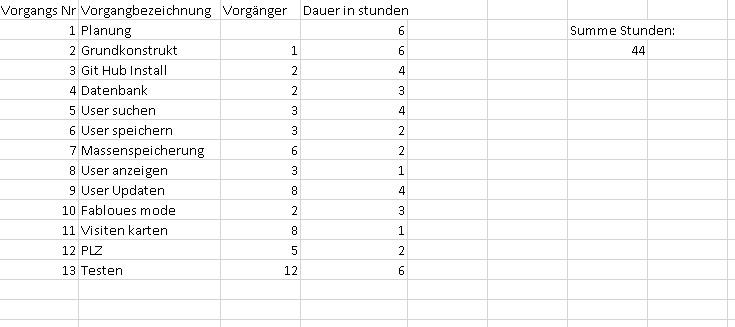 Vorgangs Nr Vorgangbezeichnung Vorgänger Dauer in stunden
1 Planung 6 Summe Stunden:
2 Grundkonstrukt 1 6 44
3 Git Hub Install 2 4
4 Datenbank 2 3
5 User suchen 3 4
6 User speichern 3 2
7 Massenspeicherung 6 2
8 User anzeigen 3 1
9 User Updaten 8 4
10 Fabloues mode 2 3
11 Visiten karten 8 1
12 PLZ 5 2
13 Testen 12 6